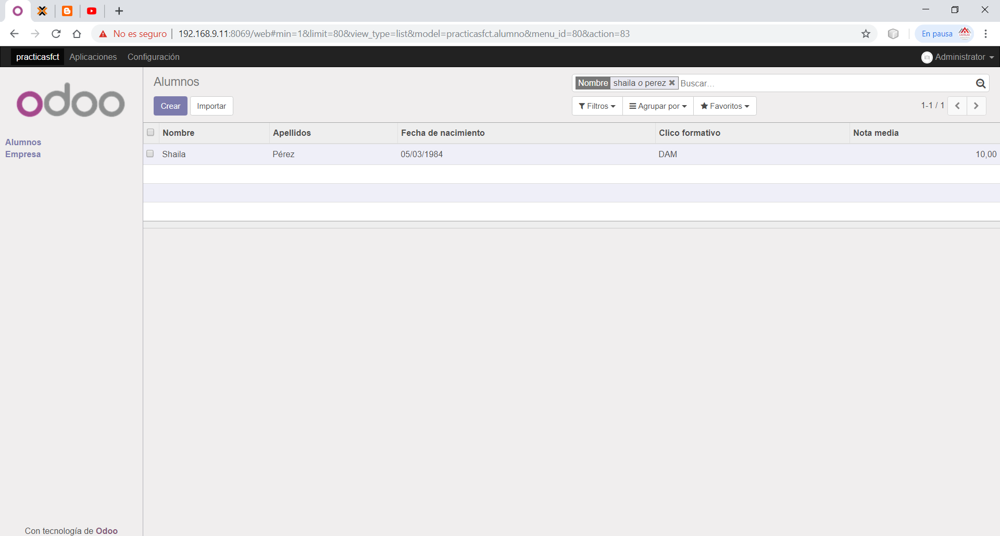 No es seguro 192.168.9.11:8069/web#min=1&limit=80&view_type=list&model=practicasfct.alumno&menu_id=80&action=83 En pausa
practicasfct Aplicaciones Configuración Administrator
odoo
Alumnos
Empresa
Con tecnología de Odoo
Alumnos
Nombre shaila o perez Buscar...
Crear Importar
Filtros Agrupar por Favoritos 1-1 / 1
Nombre Apellidos Fecha de nacimiento Clico formativo Nota media
Shaila Pérez 05/03/1984 DAM 10,00